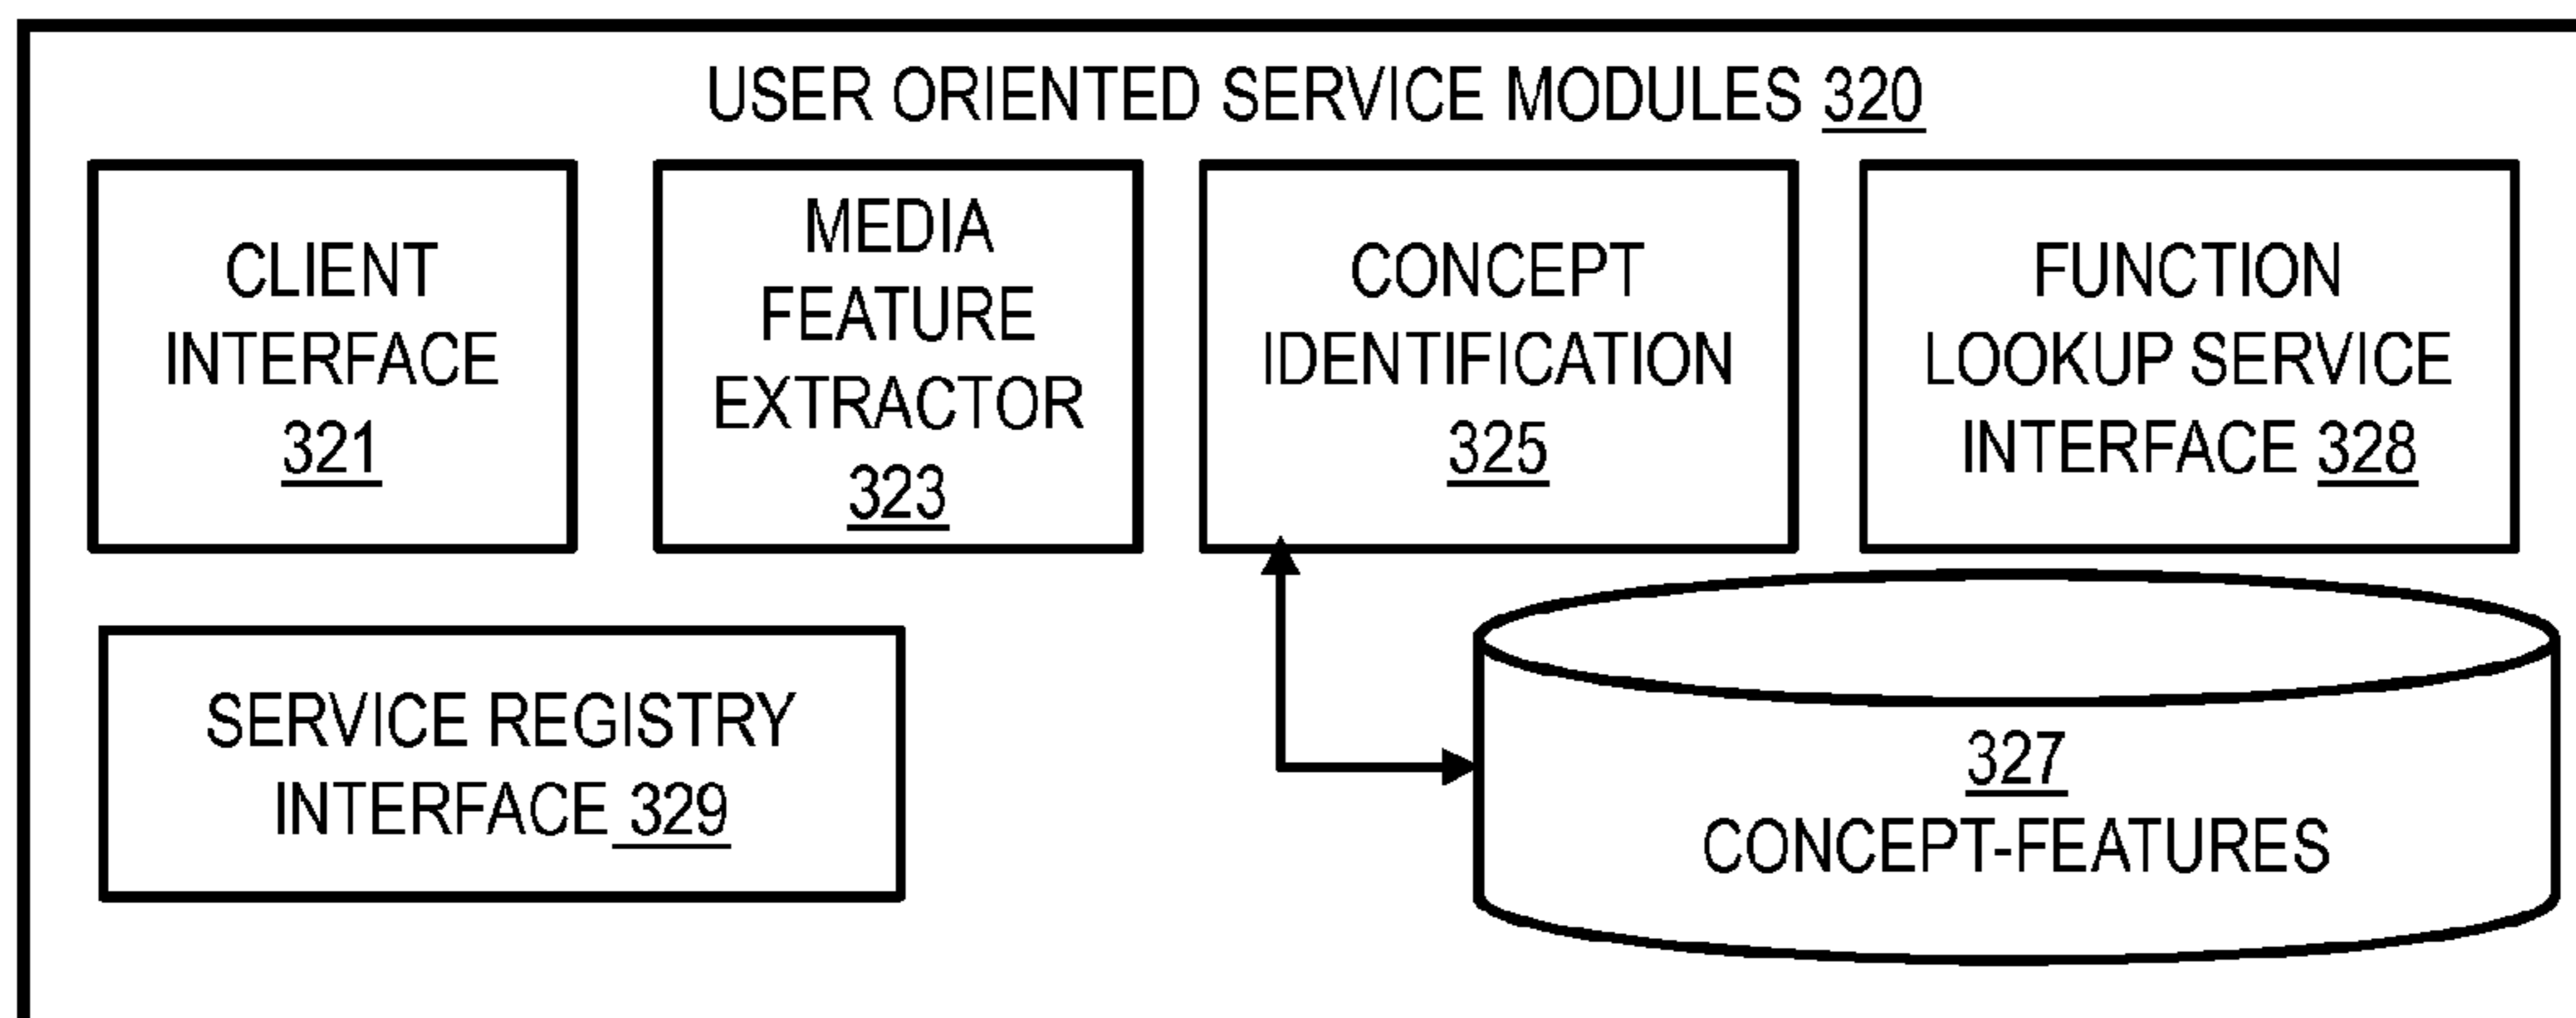 USER ORIENTED SERVICE MODULES 320
CLIENT
INTERFACE
321
MEDIA
FEATURE
EXTRACTOR
323
CONCEPT
IDENTIFICATION
325
FUNCTION
LOOKUP SERVICE
INTERFACE 328
SERVICE REGISTRY
INTERFACE 329
327
CONCEPT-FEATURES